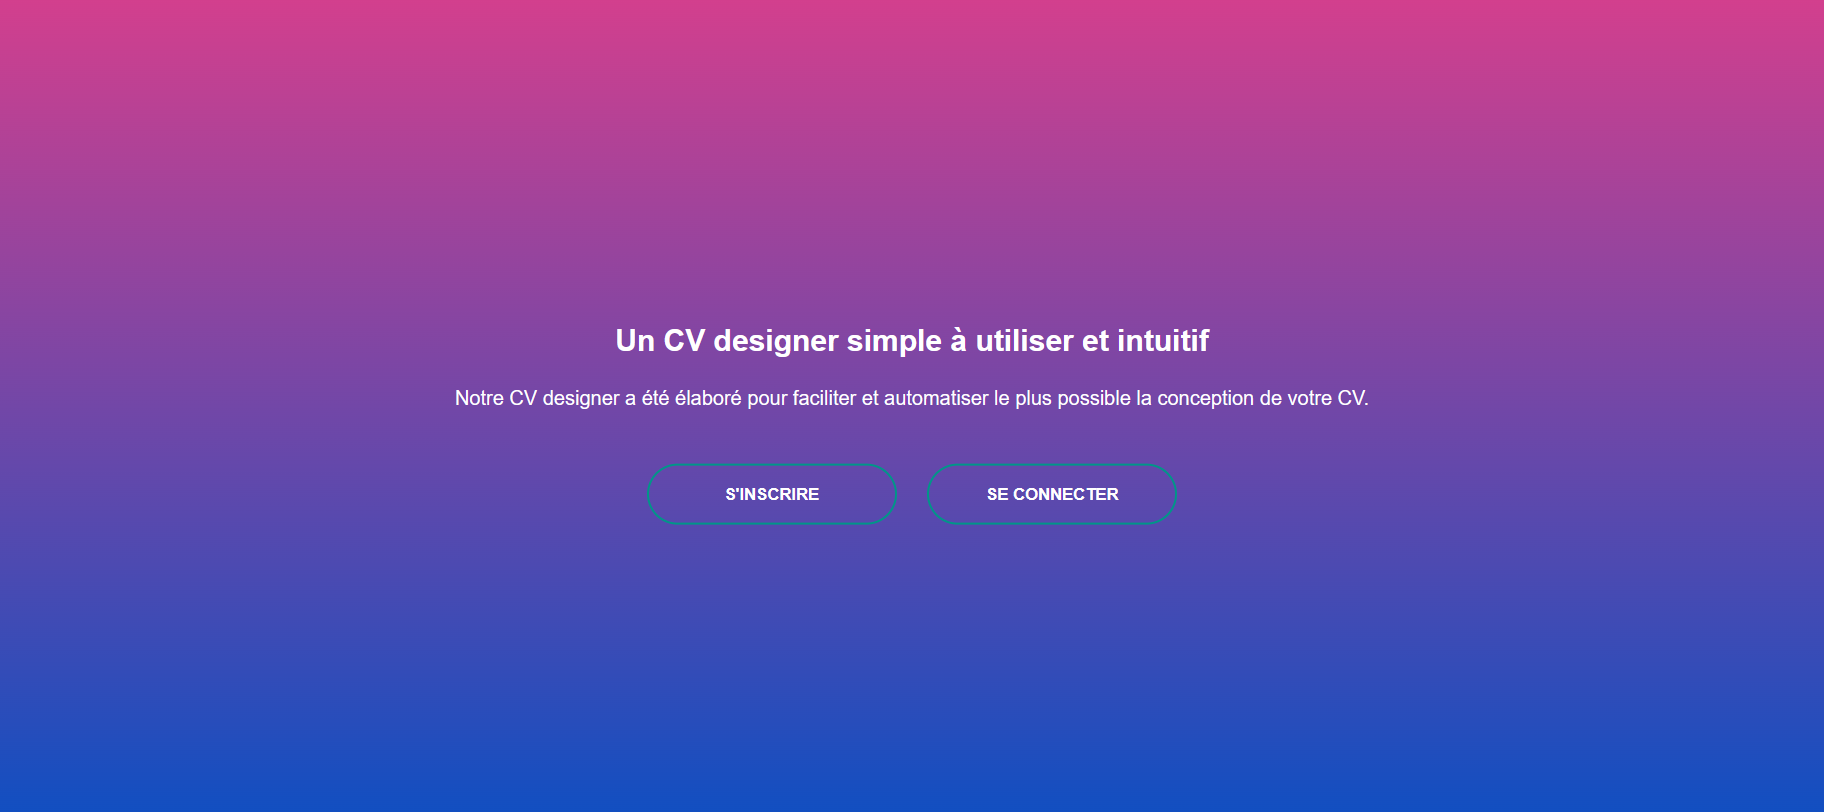 Un CV designer simple à utiliser et intuitif
Notre CV designer a été élaboré pour faciliter et automatiser le plus possible la conception de votre CV.
S'INSCRIRE
SE CONNECTER